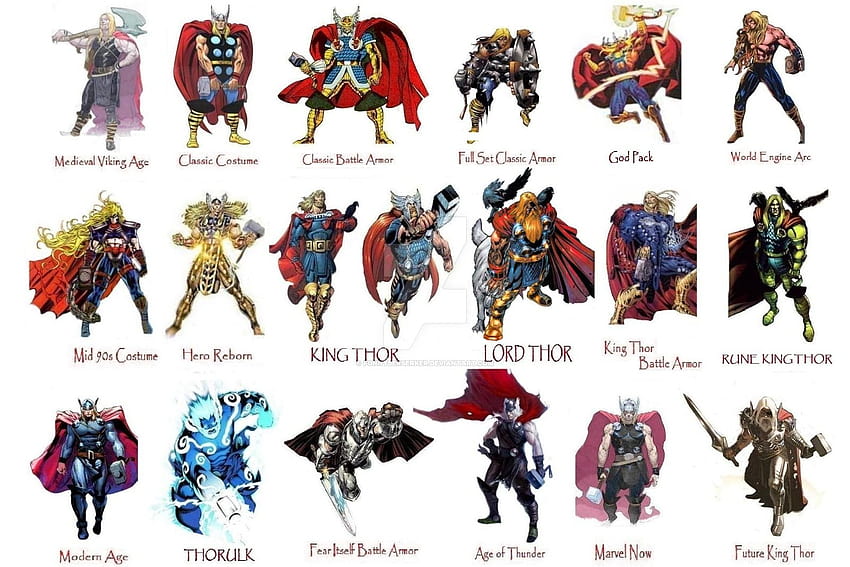 Medieval Viking Age
Classic Costume
Classic Battle Armor
Full Set Classic Armor
God Pack
World Engine Arc
Mid 90s Costume
Hero Reborn
KING THOR
LORD THOR
King Thor
Battle Armor
RUNE KING THOR
Modern Age
THORULK
Fear Itself Battle Armor
Age of Thunder
Marvel Now
Future King Thor